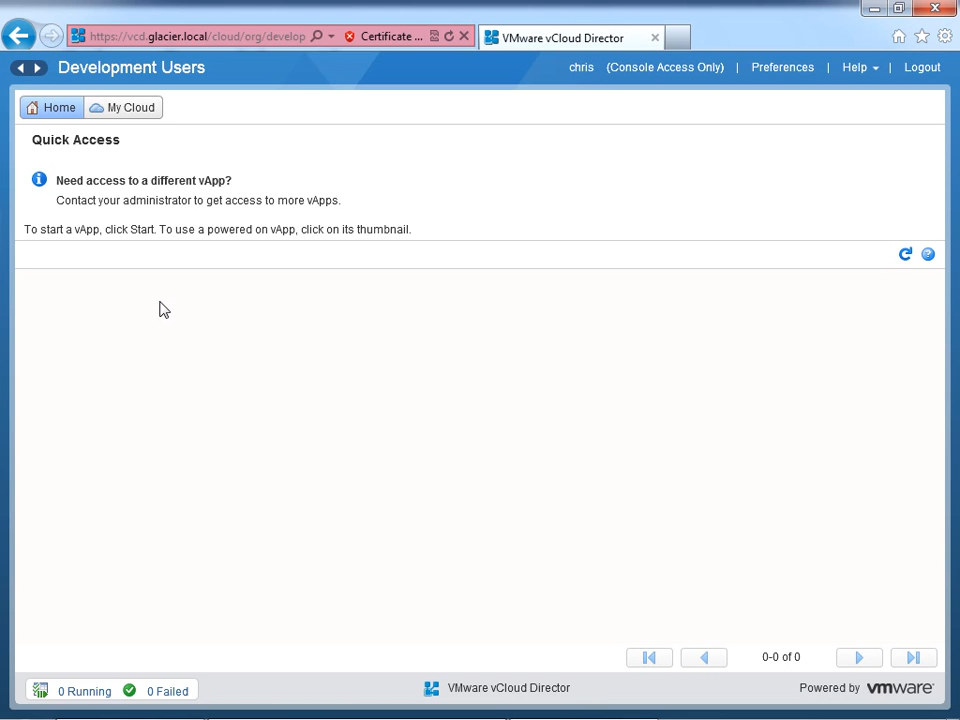 https://vcd.glacier.local/cloud/org/develop
Certificate ...
VMware vCloud Director
Development Users
chris (Console Access Only) | Preferences | Help | Logout
Home
My Cloud
Quick Access
Need access to a different vApp?
Contact your administrator to get access to more vApps.
To start a vApp, click Start. To use a powered on vApp, click on its thumbnail.
0-0 of 0
0 Running
0 Failed
VMware vCloud Director
Powered by vmware